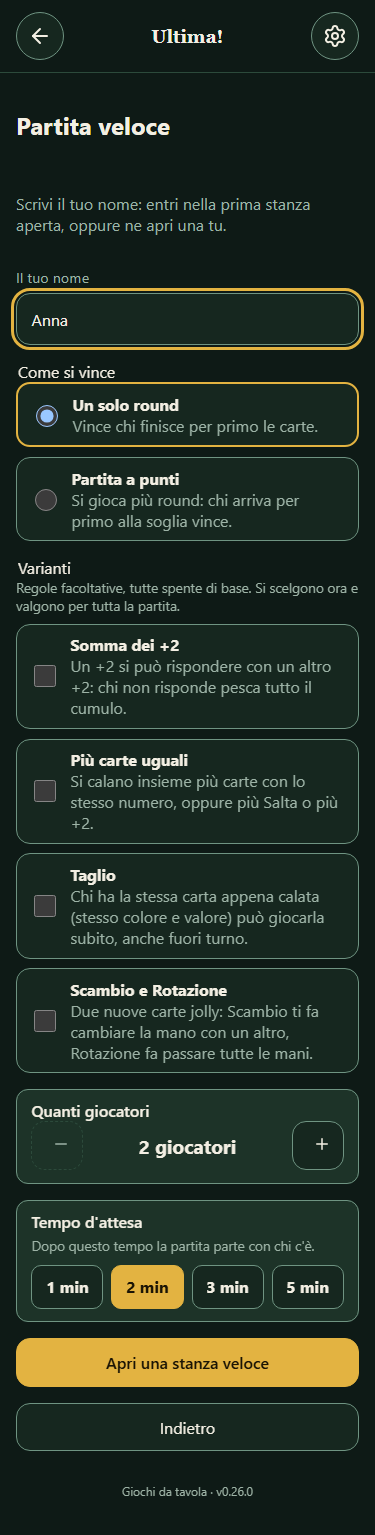 Ultima!
Partita veloce
Scrivi il tuo nome: entri nella prima stanza
aperta, oppure ne apri una tu.
Il tuo nome
Anna
Come si vince
Un solo round
Vince chi finisce per primo le carte.
Partita a punti
Si gioca più round: chi arriva per
primo alla soglia vince.
Varianti
Regole facoltative, tutte spente di base. Si scelgono ora e
valgono per tutta la partita.
Somma dei +2
Un +2 si può rispondere con un altro
+2: chi non risponde pesca tutto il
cumulo.
Più carte uguali
Si calano insieme più carte con lo
stesso numero, oppure più Salta o più
+2.
Taglio
Chi ha la stessa carta appena calata
(stesso colore e valore) può giocarla
subito, anche fuori turno.
Scambio e Rotazione
Due nuove carte jolly: Scambio ti fa
cambiare la mano con un altro,
Rotazione fa passare tutte le mani.
Quanti giocatori
− 2 giocatori +
Tempo d'attesa
Dopo questo tempo la partita parte con chi c'è.
1 min 2 min 3 min 5 min
Apri una stanza veloce
Indietro
Giochi da tavola · v0.26.0